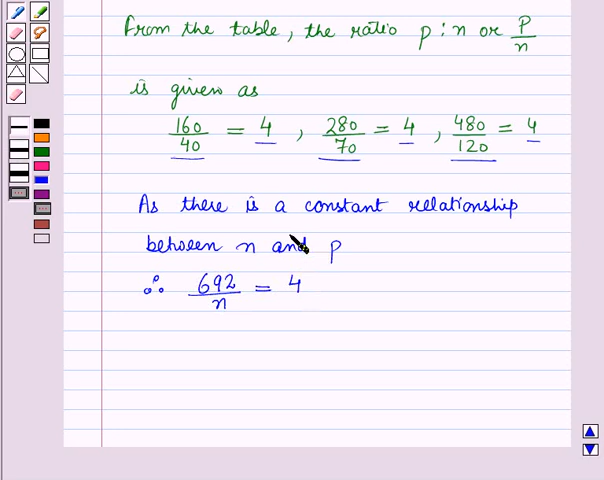 From the table, the ratio p : n or p/n
is given as
160/40 = 4 , 280/70 = 4 , 480/120 = 4
As there is a constant relationship
between n and p
∴ 692/n = 4